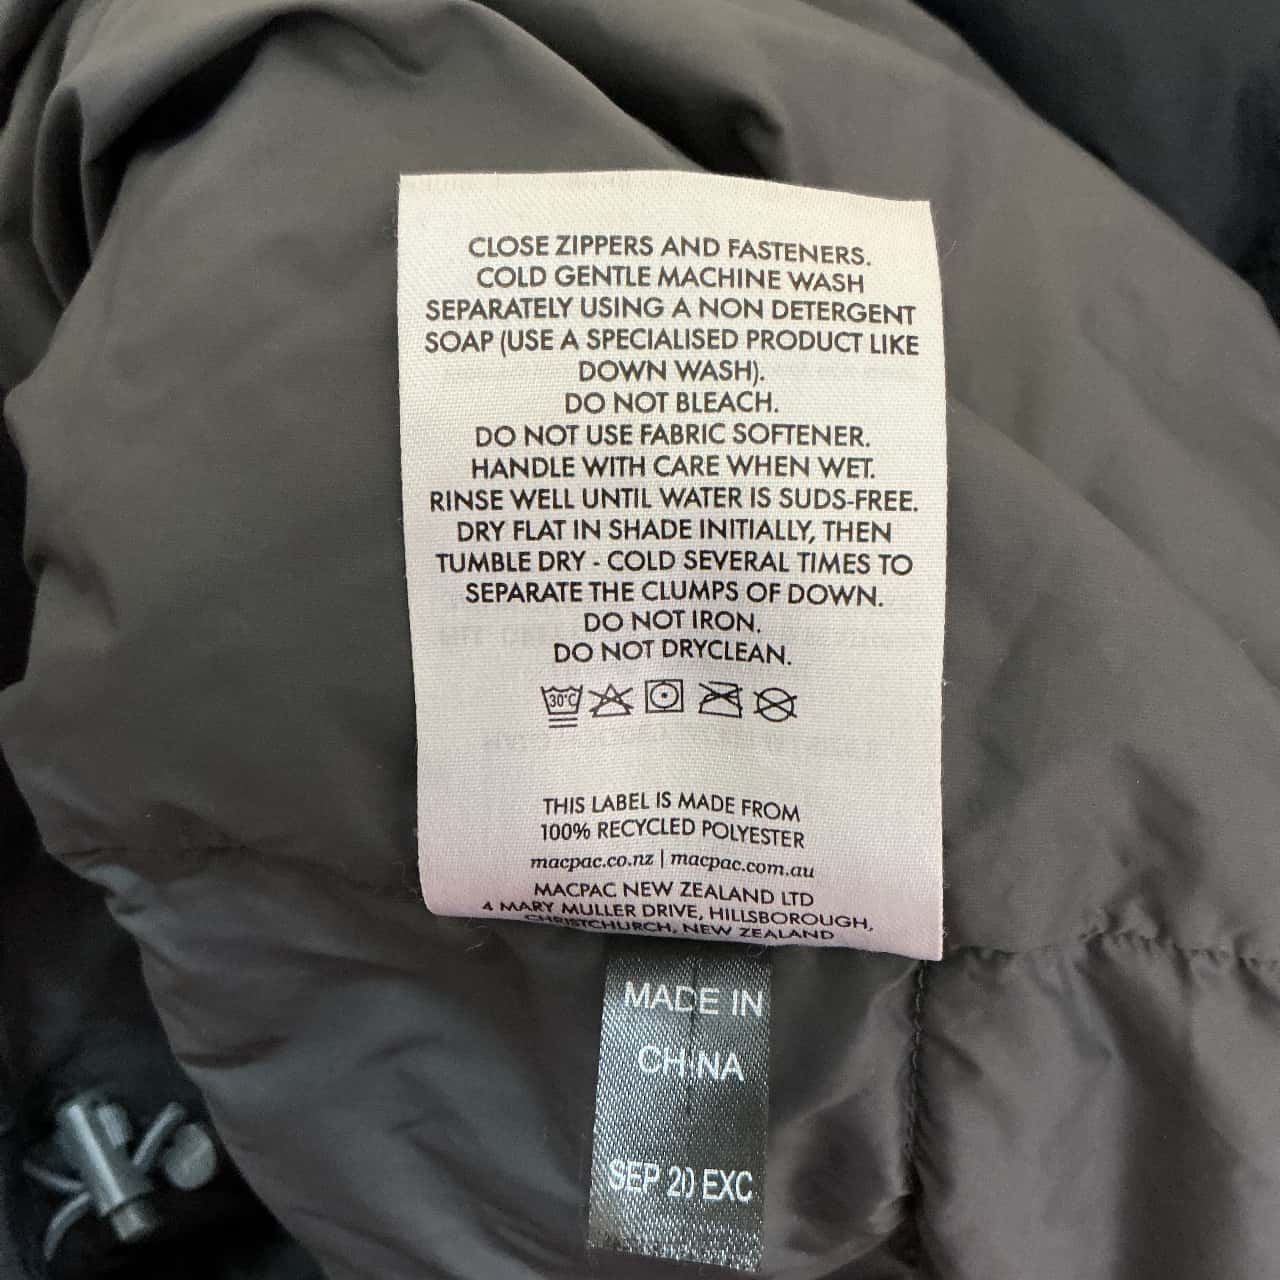 CLOSE ZIPPERS AND FASTENERS.
COLD GENTLE MACHINE WASH
SEPARATELY USING A NON DETERGENT
SOAP (USE A SPECIALISED PRODUCT LIKE
DOWN WASH).
DO NOT BLEACH.
DO NOT USE FABRIC SOFTENER.
HANDLE WITH CARE WHEN WET.
RINSE WELL UNTIL WATER IS SUDS-FREE.
DRY FLAT IN SHADE INITIALLY, THEN
TUMBLE DRY - COLD SEVERAL TIMES TO
SEPARATE THE CLUMPS OF DOWN.
DO NOT IRON.
DO NOT DRYCLEAN.
30°C
THIS LABEL IS MADE FROM
100% RECYCLED POLYESTER
macpac.co.nz | macpac.com.au
MACPAC NEW ZEALAND LTD
4 MARY MULLER DRIVE, HILLSBOROUGH,
CHRISTCHURCH, NEW ZEALAND
MADE IN
CHINA
SEP 20 EXC